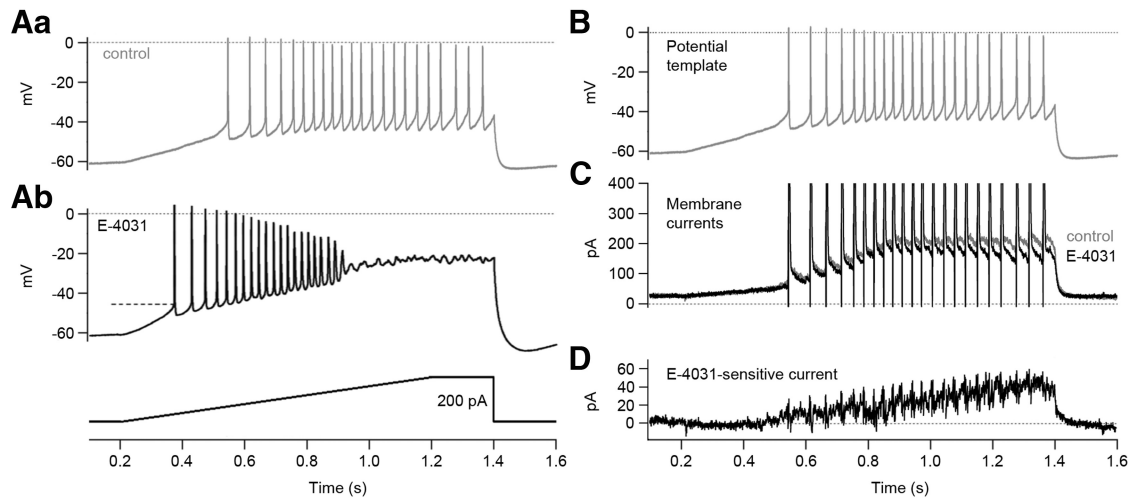 Aa
control
0
-20
-40
-60
mV
Ab
E-4031
0
-20
-40
-60
mV
200 pA
0.2 0.4 0.6 0.8 1.0 1.2 1.4 1.6
Time (s)
B
Potential
template
0
-20
-40
-60
mV
C
Membrane
currents
400
300
200
100
0
pA
control
E-4031
D
E-4031-sensitive current
60
40
20
0
pA
0.2 0.4 0.6 0.8 1.0 1.2 1.4 1.6
Time (s)